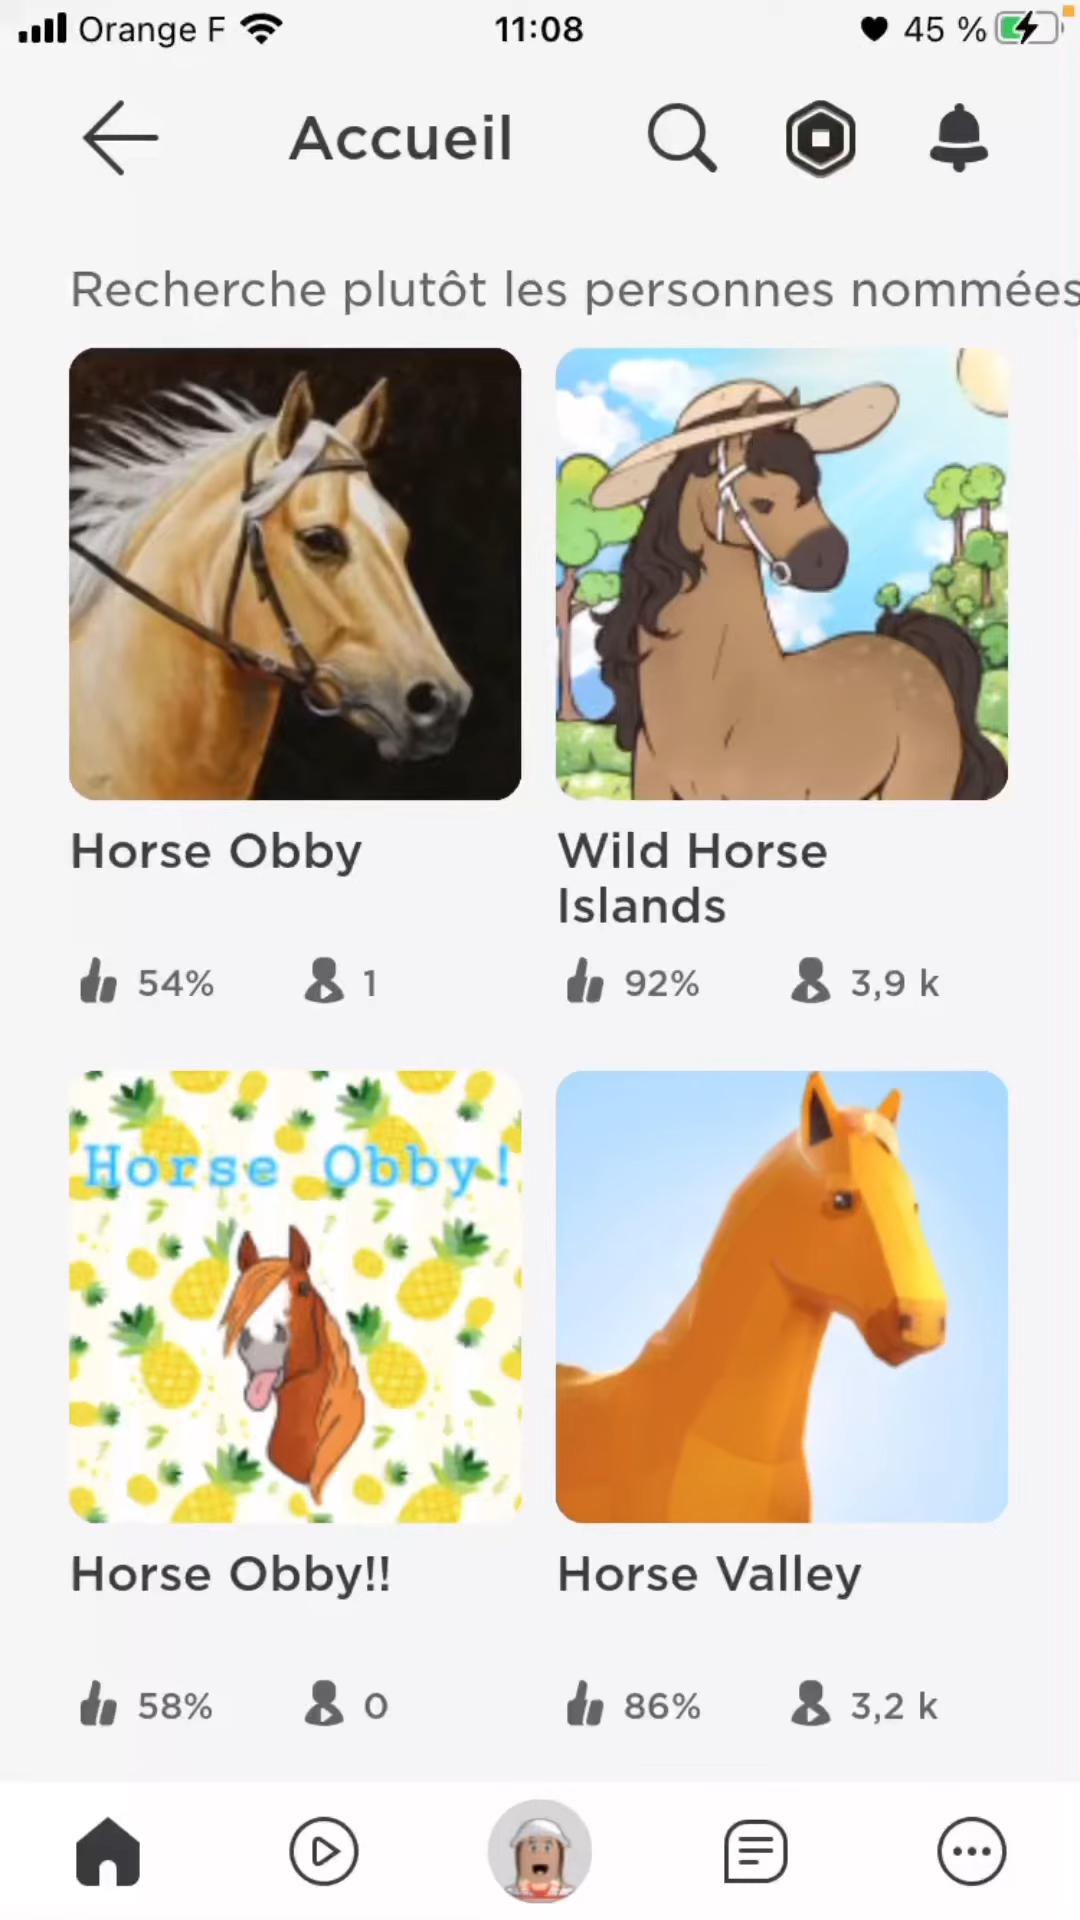 Orange F
11:08
45 %
Accueil
Recherche plutôt les personnes nommées
Horse Obby
54%
1
Wild Horse
Islands
92%
3,9 k
Horse Obby!
Horse Obby!!
58%
0
Horse Valley
86%
3,2 k